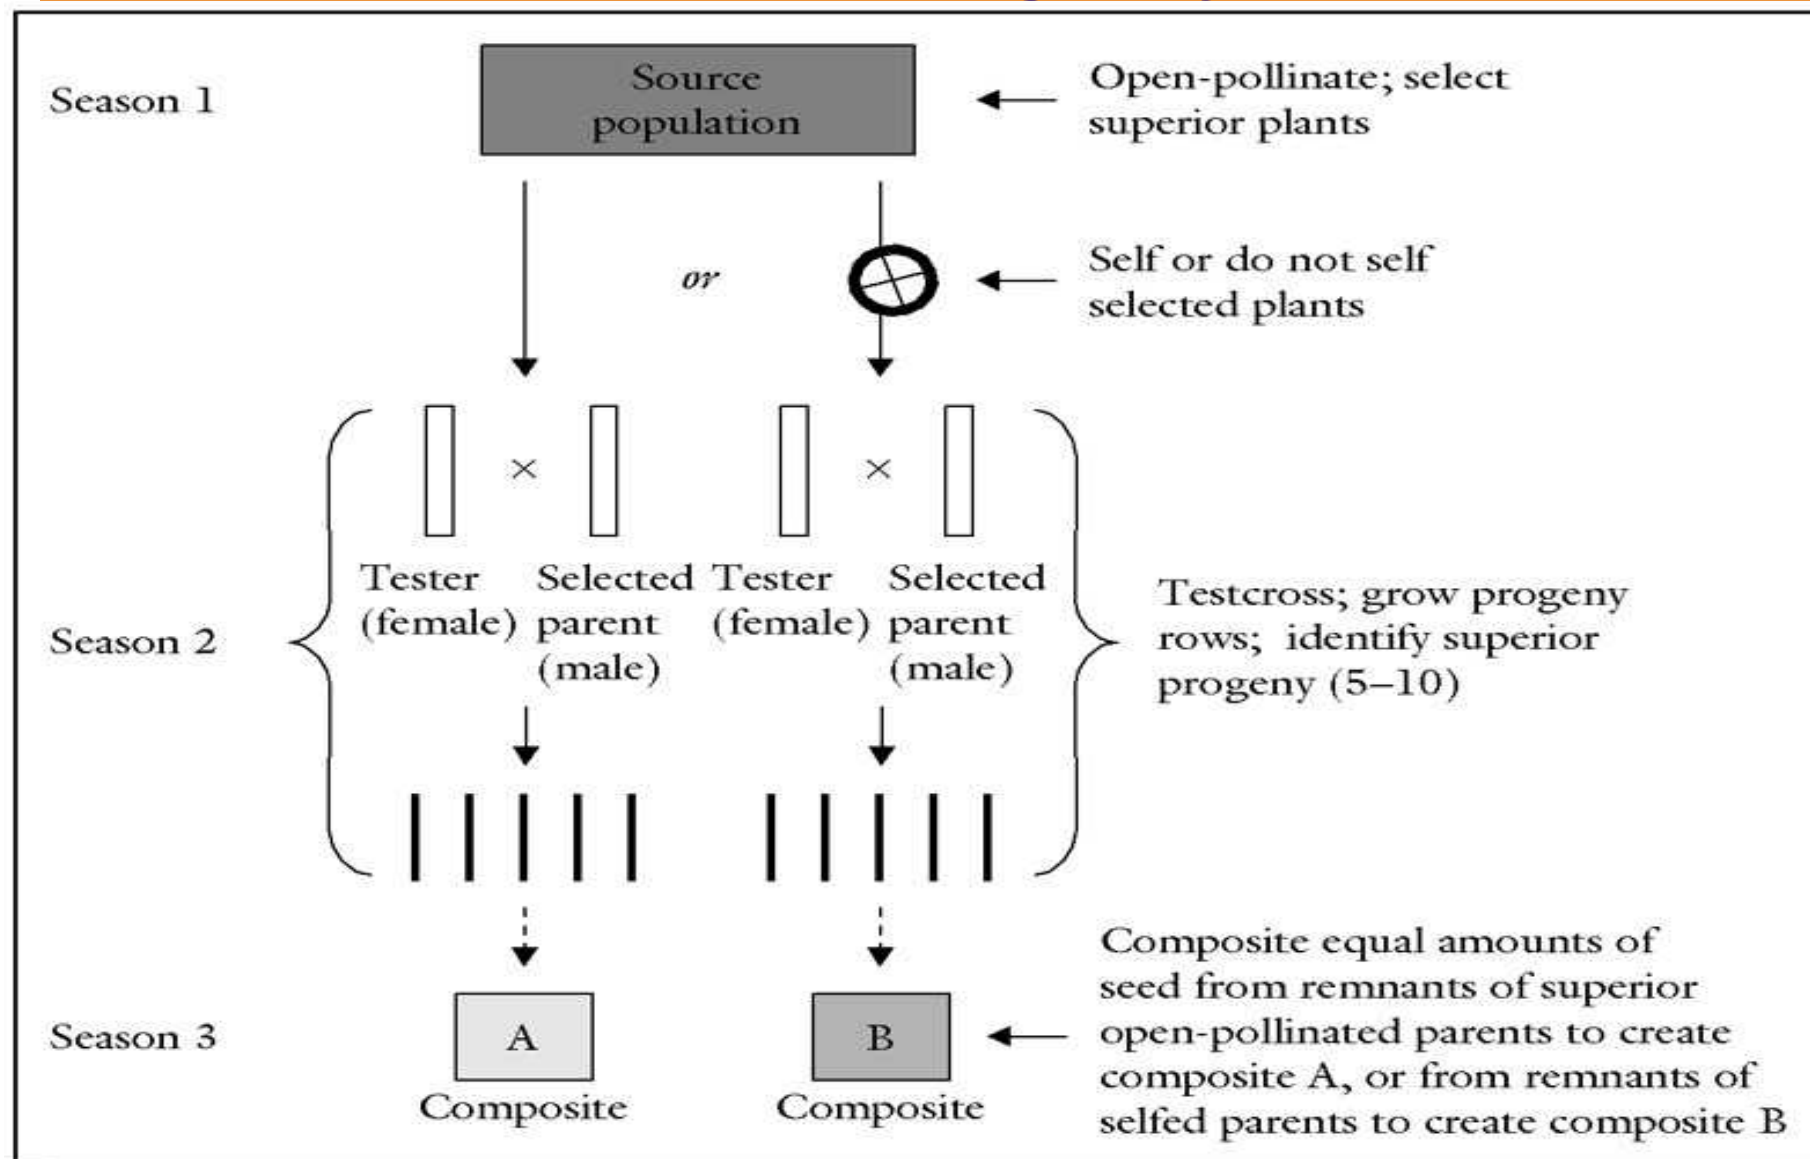 Season 1
Source
population
Open-pollinate; select
superior plants
or
Self or do not self
selected plants
Season 2
×
×
Tester
(female)
Selected
parent
(male)
Tester
(female)
Selected
parent
(male)
Testcross; grow progeny
rows; identify superior
progeny (5–10)
Season 3
A
Composite
B
Composite
Composite equal amounts of
seed from remnants of superior
open-pollinated parents to create
composite A, or from remnants of
selfed parents to create composite B